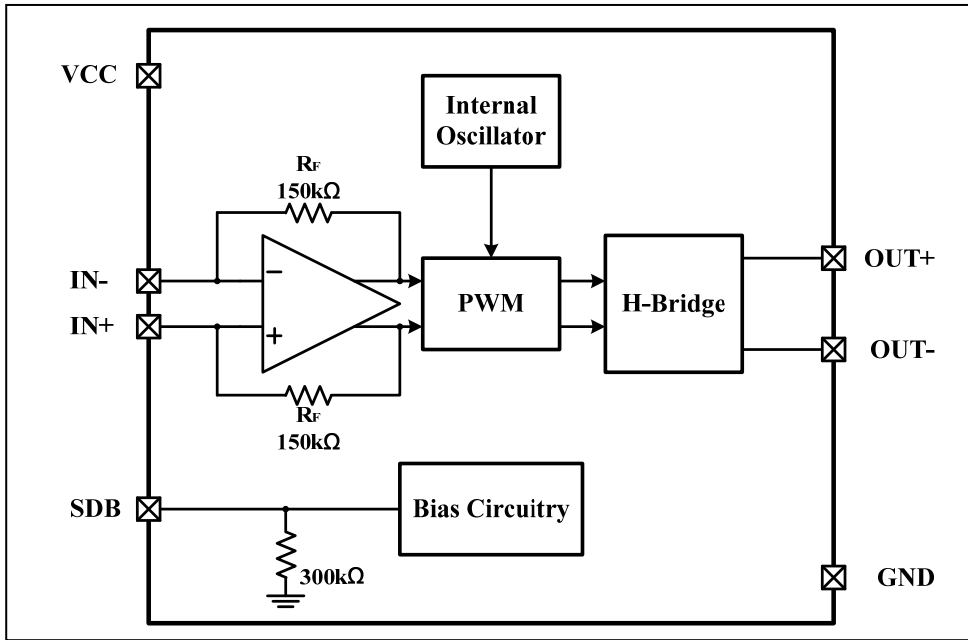 VCC
Internal
Oscillator
RF
150kΩ
IN-
IN+
−
+
PWM
H-Bridge
OUT+
OUT-
RF
150kΩ
SDB
Bias Circuitry
300kΩ
GND